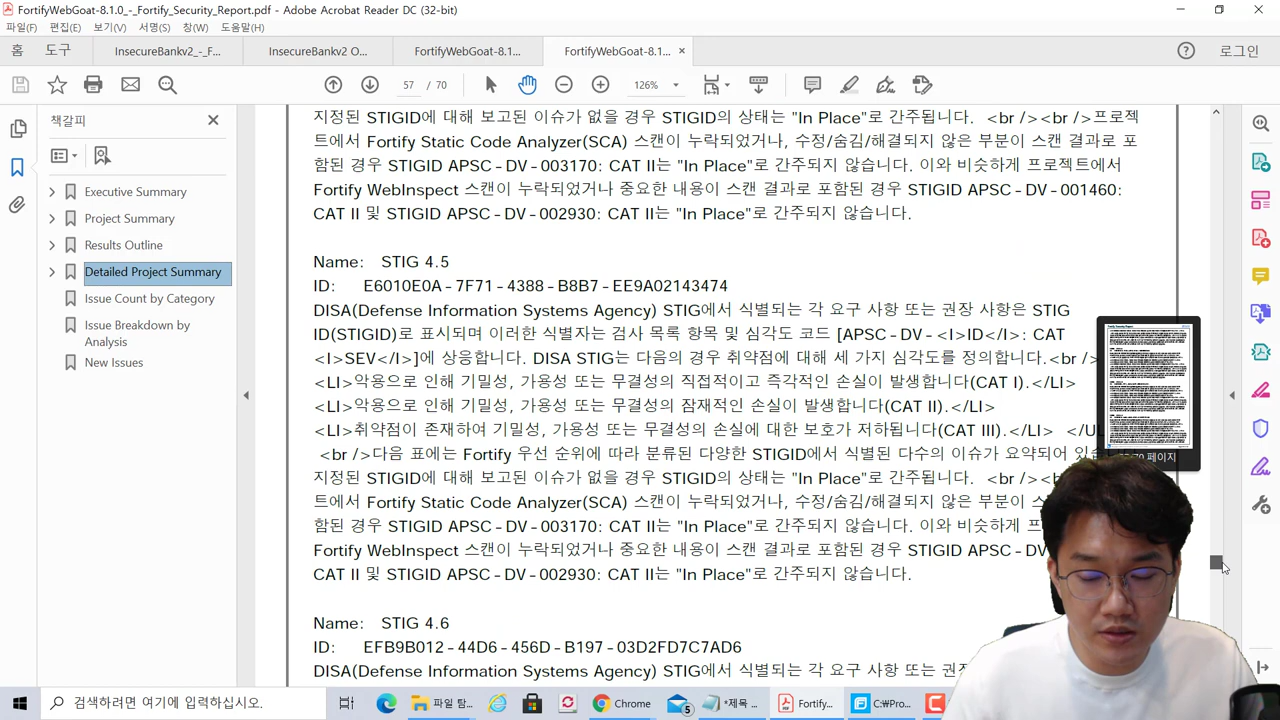 FortifyWebGoat-8.1.0_-_Fortify_Security_Report.pdf - Adobe Acrobat Reader DC (32-bit)
파일(F) 편집(E) 보기(V) 서명(S) 창(W) 도움말(H)
홈 도구 InsecureBankv2_-_F... InsecureBankv2 O... FortifyWebGoat-8.1... FortifyWebGoat-8.1... × 로그인
57 / 70 126%
책갈피
Executive Summary
Project Summary
Results Outline
Detailed Project Summary
Issue Count by Category
Issue Breakdown by
Analysis
New Issues
지정된 STIGID에 대해 보고된 이슈가 없을 경우 STIGID의 상태는 "In Place"로 간주됩니다. <br /><br />프로젝
트에서 Fortify Static Code Analyzer(SCA) 스캔이 누락되었거나, 수정/숨김/해결되지 않은 부분이 스캔 결과로 포
함된 경우 STIGID APSC-DV-003170: CAT II는 "In Place"로 간주되지 않습니다. 이와 비슷하게 프로젝트에서
Fortify WebInspect 스캔이 누락되었거나 중요한 내용이 스캔 결과로 포함된 경우 STIGID APSC-DV-001460:
CAT II 및 STIGID APSC-DV-002930: CAT II는 "In Place"로 간주되지 않습니다.
Name: STIG 4.5
ID: E6010E0A-7F71-4388-B8B7-EE9A02143474
DISA(Defense Information Systems Agency) STIG에서 식별되는 각 요구 사항 또는 권장 사항은 STIG
ID(STIGID)로 표시되며 이러한 식별자는 검사 목록 항목 및 심각도 코드 [APSC-DV-<I>ID</I>: CAT
<I>SEV</I>]에 상응합니다. DISA STIG는 다음의 경우 취약점에 대해 세 가지 심각도를 정의합니다.<br />
<LI>악용으로 인해 기밀성, 가용성 또는 무결성의 직접적이고 즉각적인 손실이 발생합니다(CAT I).</LI>
<LI>악용으로 인해 기밀성, 가용성 또는 무결성의 잠재적인 손실이 발생합니다(CAT II).</LI>
<LI>취약점이 존재하여 기밀성, 가용성 또는 무결성의 손실에 대한 보호가 저하됩니다(CAT III).</LI> </UL
<br />다음 표에는 Fortify 우선 순위에 따라 분류된 다양한 STIGID에서 식별된 다수의 이슈가 요약되어
지정된 STIGID에 대해 보고된 이슈가 없을 경우 STIGID의 상태는 "In Place"로 간주됩니다. <br /><b
트에서 Fortify Static Code Analyzer(SCA) 스캔이 누락되었거나, 수정/숨김/해결되지 않은 부분이 스
함된 경우 STIGID APSC-DV-003170: CAT II는 "In Place"로 간주되지 않습니다. 이와 비슷하게
Fortify WebInspect 스캔이 누락되었거나 중요한 내용이 스캔 결과로 포함된 경우 STIGID APSC-DV
CAT II 및 STIGID APSC-DV-002930: CAT II는 "In Place"로 간주되지 않습니다.
Name: STIG 4.6
ID: EFB9B012-44D6-456D-B197-03D2FD7C7AD6
DISA(Defense Information Systems Agency) STIG에서 식별되는 각 요구 사항 또는 권
페이지
검색하려면 여기에 입력하십시오. 파일 탐... Chrome 5 *제목 ... Fortify... C:₩Pro...